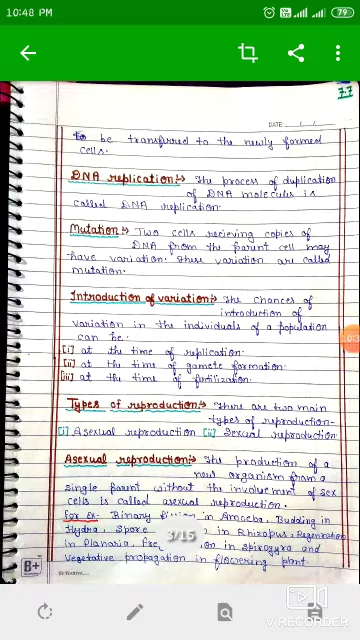 10:48 PM
79
77
DATE:
to be transferred to the newly formed
cells.
DNA replication:- The process of duplication
of DNA molecules is
called DNA replication.
Mutation:- Two cells recieving copies of
DNA from the parent cell may
have variation. These variation are called
mutation.
Introduction of variation:- The chances of
introduction of
variation in the individuals of a population
can be.
[i] at the time of replication.
[ii] at the time of gamete formation.
[iii] at the time of fertilization.
Types of reproduction:- There are two main
types of reproduction-
[i] Asexual reproduction [ii] Sexual reproduction.
Asexual reproduction:- The production of a
new organism from a
single parent without the involvement of sex
cells is called asexual reproduction.
For Ex- Binary in Amoeba, Budding in
Hydra, Spore in Rhizopus, Regeneration
3/15
in Planaria, in Spirogyra and
Vegetative propagation in flowering plant
B+
VIVO RECORDER